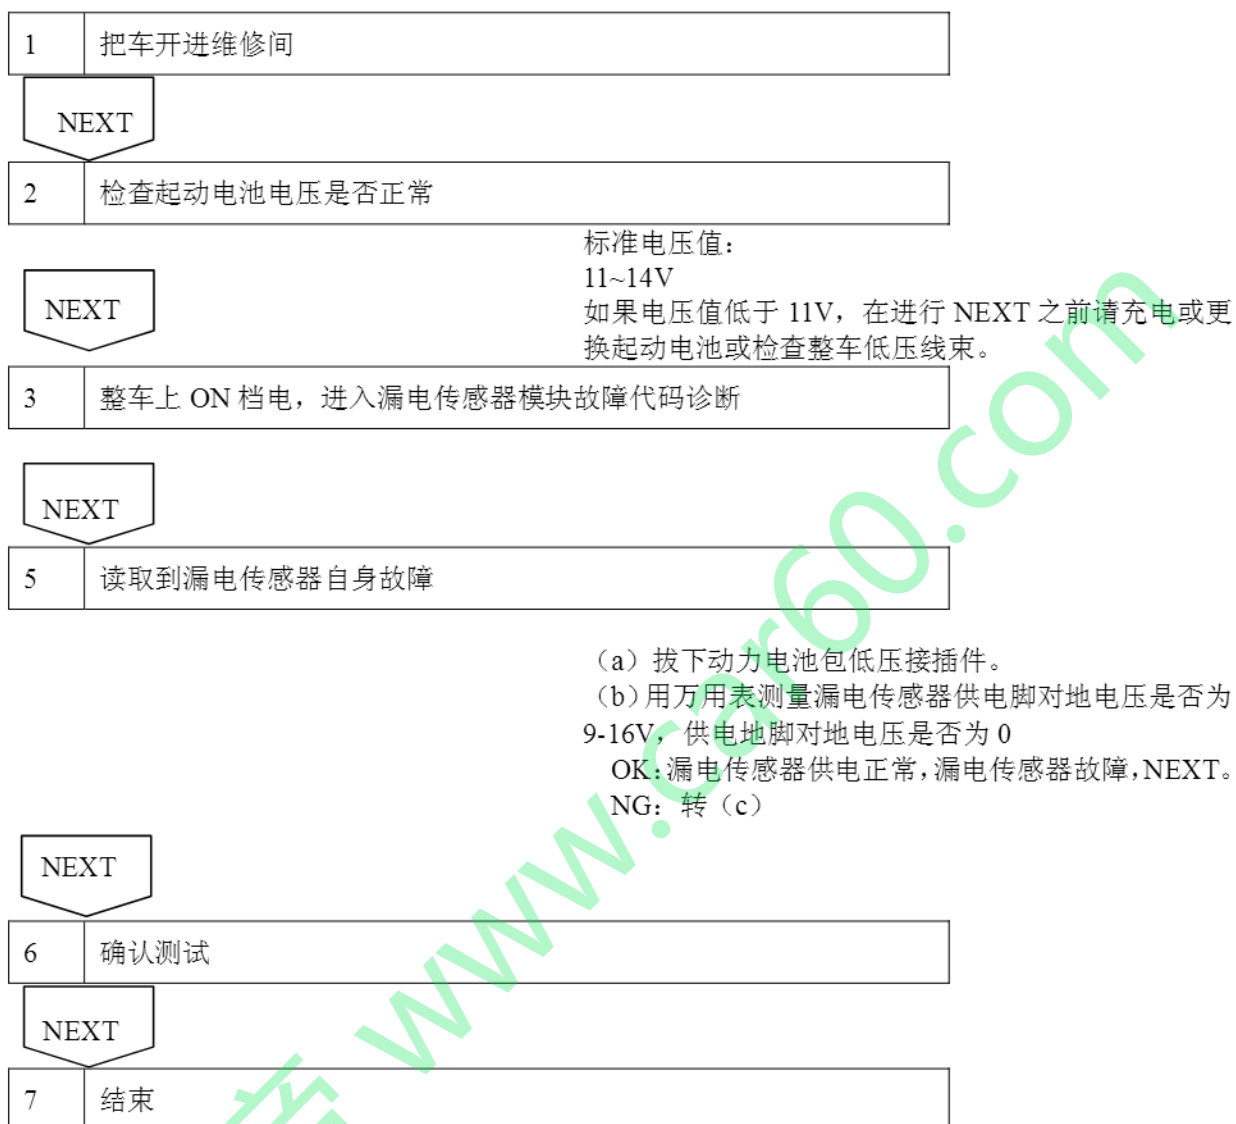 1 把车开进维修间
NEXT
2 检查起动电池电压是否正常
标准电压值：
11~14V
NEXT
如果电压值低于 11V，在进行 NEXT 之前请充电或更
换起动电池或检查整车低压线束。
3 整车上 ON 档电，进入漏电传感器模块故障代码诊断
NEXT
5 读取到漏电传感器自身故障
（a）拔下动力电池包低压接插件。
（b）用万用表测量漏电传感器供电脚对地电压是否为
9-16V，供电地脚对地电压是否为 0
OK：漏电传感器供电正常，漏电传感器故障，NEXT。
NG：转（c）
NEXT
6 确认测试
NEXT
7 结束
www.car60.com